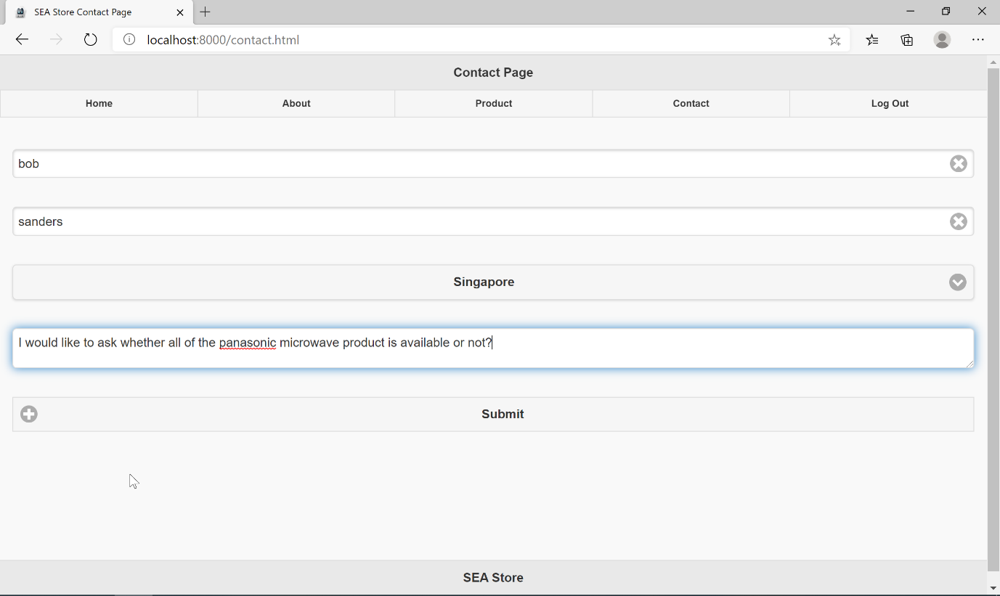 SEA Store Contact Page
localhost:8000/contact.html
Contact Page
Home About Product Contact Log Out
bob
sanders
Singapore
I would like to ask whether all of the panasonic microwave product is available or not?
Submit
SEA Store